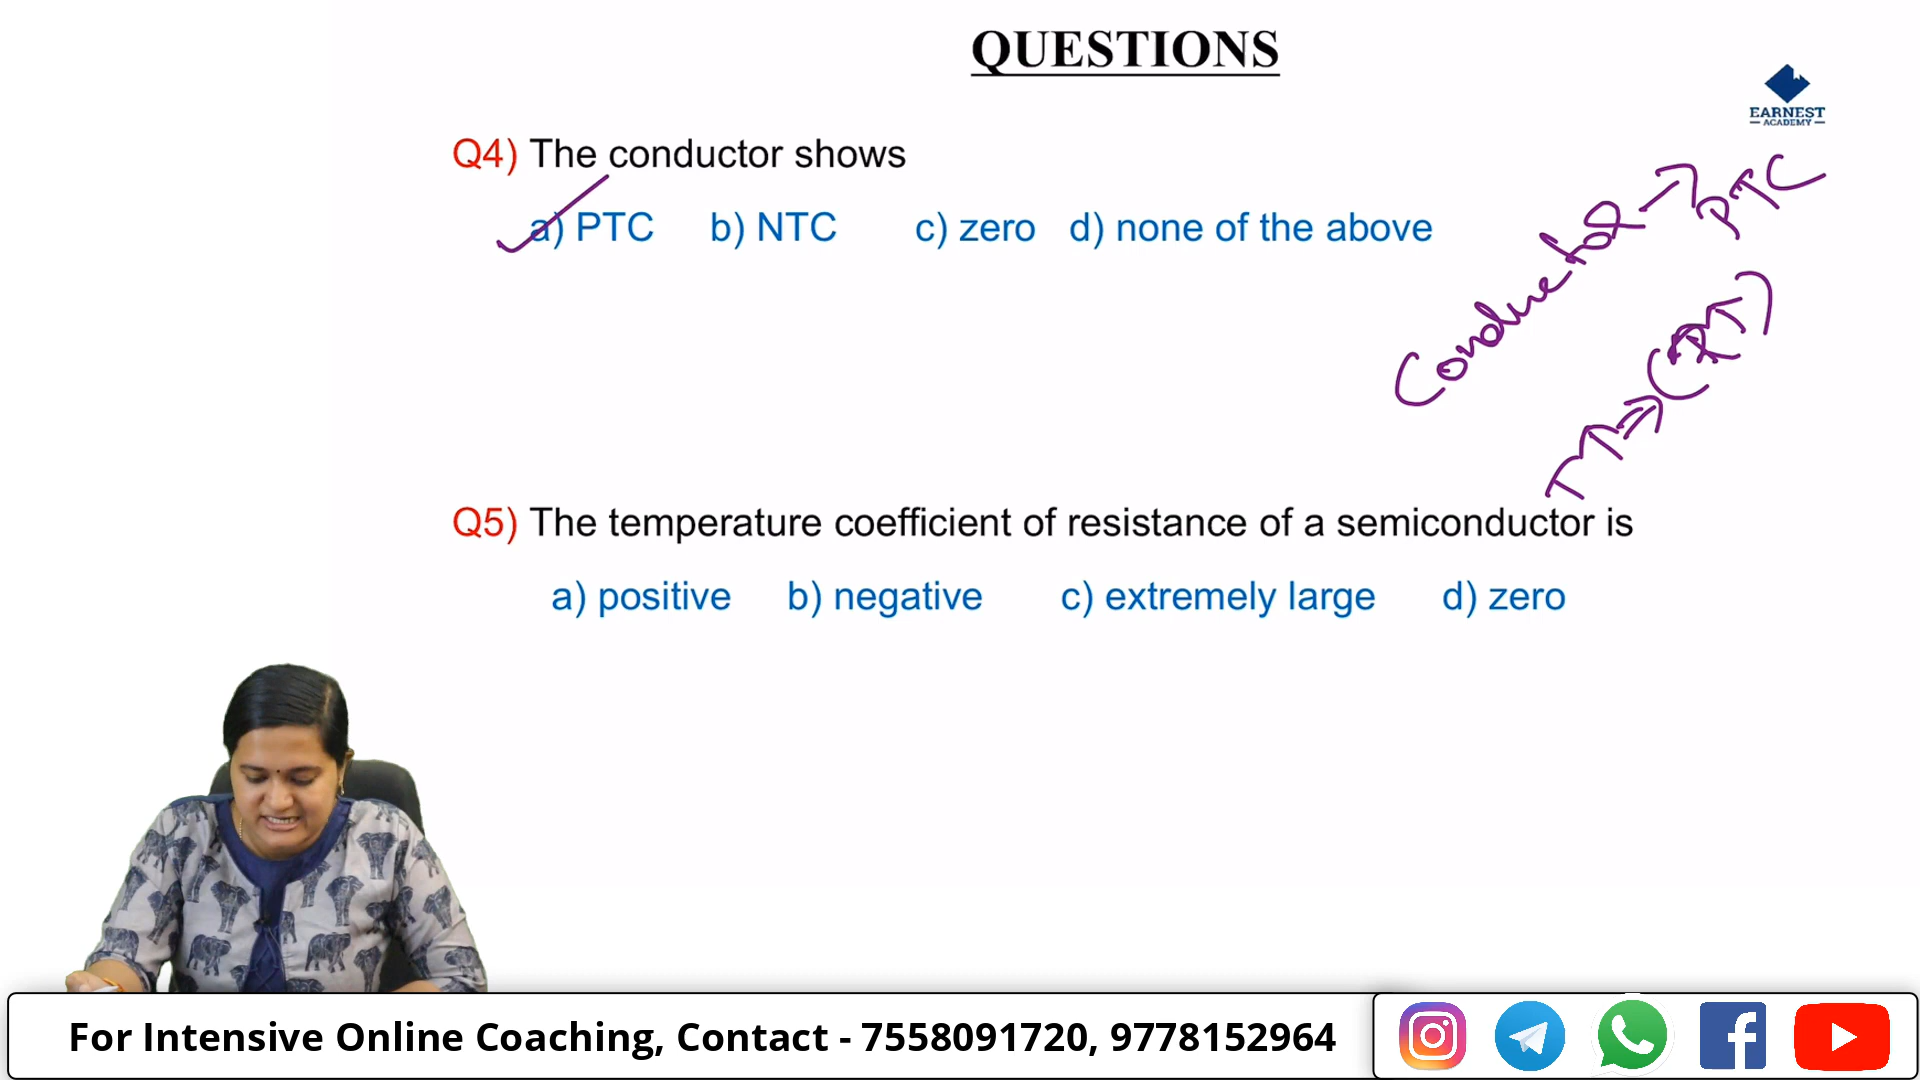 QUESTIONS
EARNEST
ACADEMY
Q4) The conductor shows
a) PTC b) NTC c) zero d) none of the above
Conductor → PTC
T↑ ⇒ (R↑)
Q5) The temperature coefficient of resistance of a semiconductor is
a) positive b) negative c) extremely large d) zero
For Intensive Online Coaching, Contact - 7558091720, 9778152964